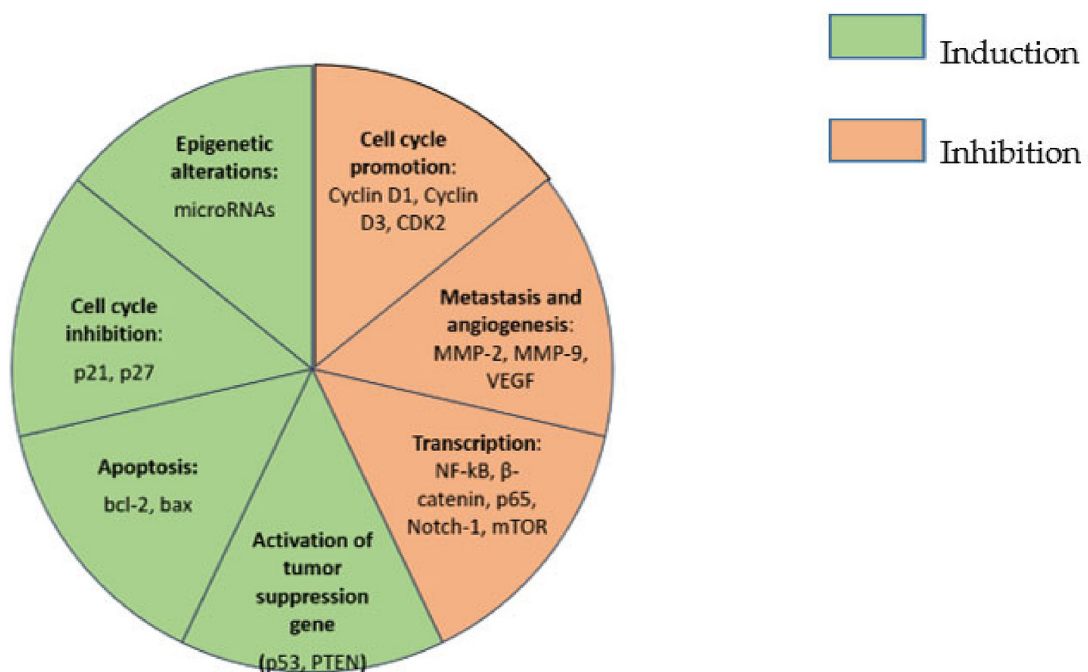 Induction
Inhibition
Cell cycle
promotion:
Cyclin D1, Cyclin
D3, CDK2
Metastasis and
angiogenesis:
MMP-2, MMP-9,
VEGF
Transcription:
NF-kB, β-
catenin, p65,
Notch-1, mTOR
Activation of
tumor
suppression
gene
(p53, PTEN)
Apoptosis:
bcl-2, bax
Cell cycle
inhibition:
p21, p27
Epigenetic
alterations:
microRNAs